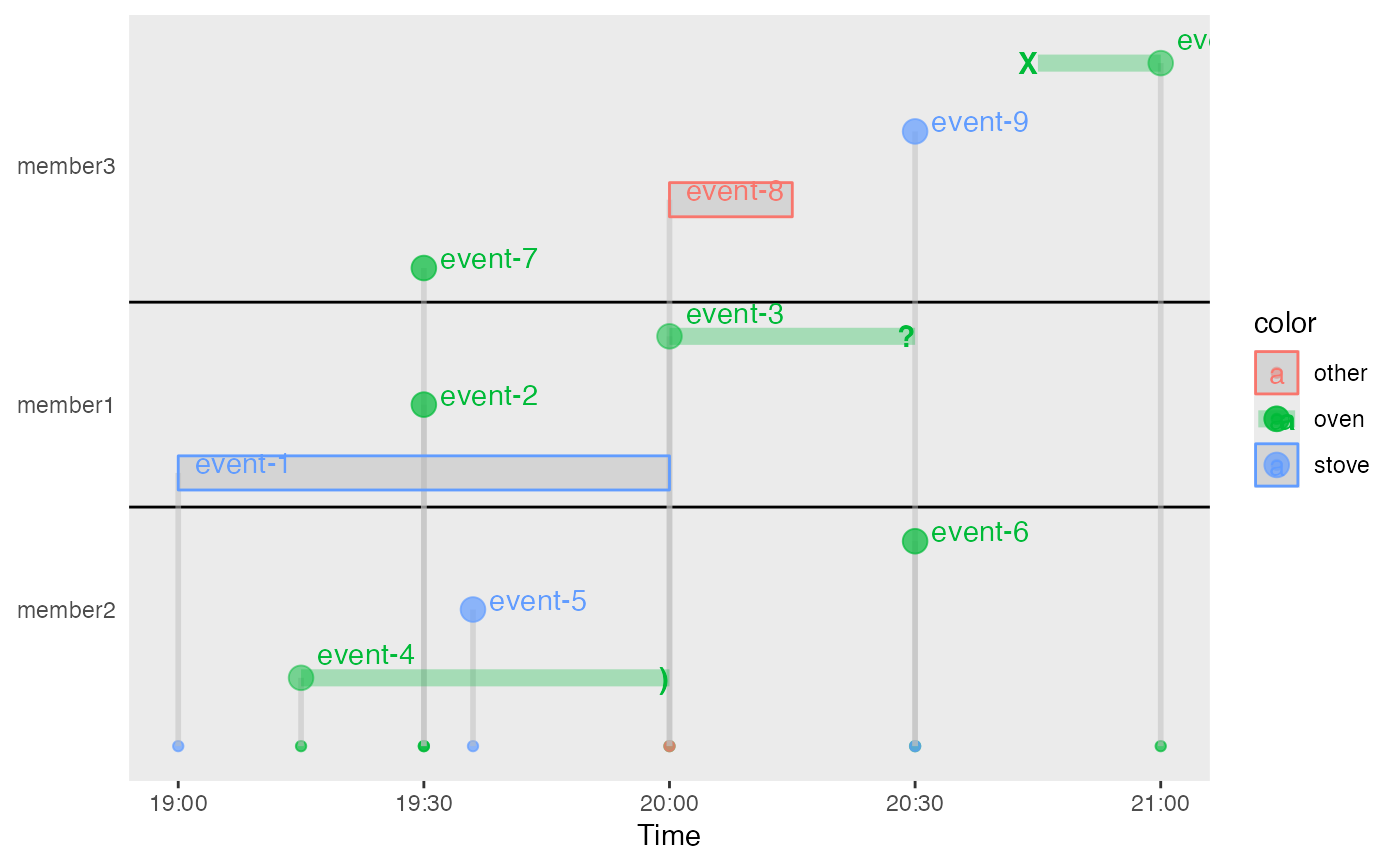 ev
X
event-9
member3
event-8
event-7
event-3
?
color
a other
event-2
member1
a oven
event-1
a stove
event-6
event-5
member2
event-4
)
19:00 19:30 20:00 20:30 21:00
Time